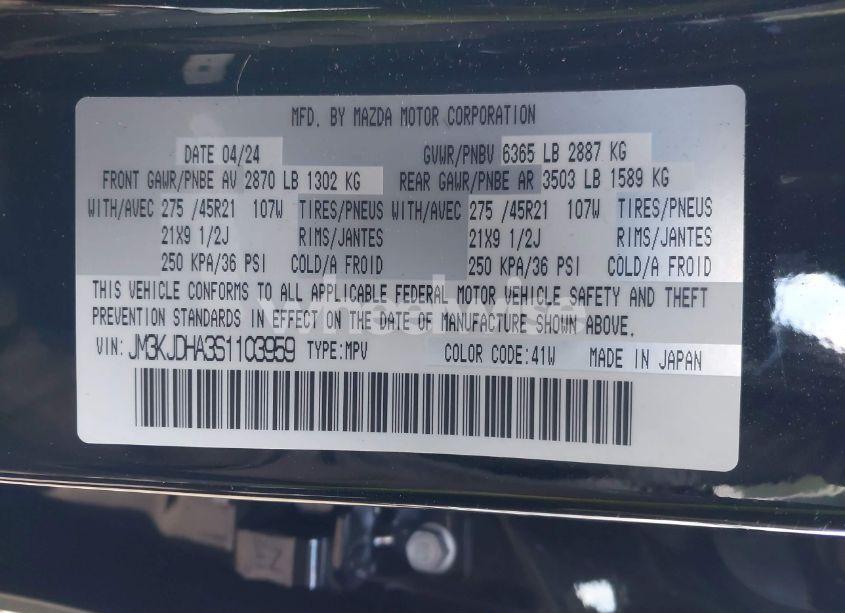 MFD. BY MAZDA MOTOR CORPORATION
DATE 04/24 GVWR/PNBV 6365 LB 2887 KG
FRONT GAWR/PNBE AV 2870 LB 1302 KG REAR GAWR/PNBE AR 3503 LB 1589 KG
WITH/AVEC 275 /45R21 107W TIRES/PNEUS WITH/AVEC 275 /45R21 107W TIRES/PNEUS
21X9 1/2J RIMS/JANTES 21X9 1/2J RIMS/JANTES
250 KPA/36 PSI COLD/A FROID 250 KPA/36 PSI COLD/A FROID
THIS VEHICLE CONFORMS TO ALL APPLICABLE FEDERAL MOTOR VEHICLE SAFETY AND THEFT
PREVENTION STANDARDS IN EFFECT ON THE DATE OF MANUFACTURE SHOWN ABOVE.
VIN: JM3KJDHA3S1103959 TYPE:MPV COLOR CODE:41W MADE IN JAPAN